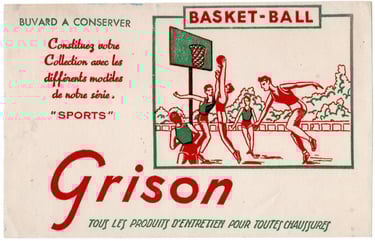 BUVARD A CONSERVER
Constituez votre
Collection avec les
différents modèles
de notre série.
"SPORTS"
BASKET-BALL
Grison
TOUS LES PRODUITS D'ENTRETIEN POUR TOUTES CHAUSSURES